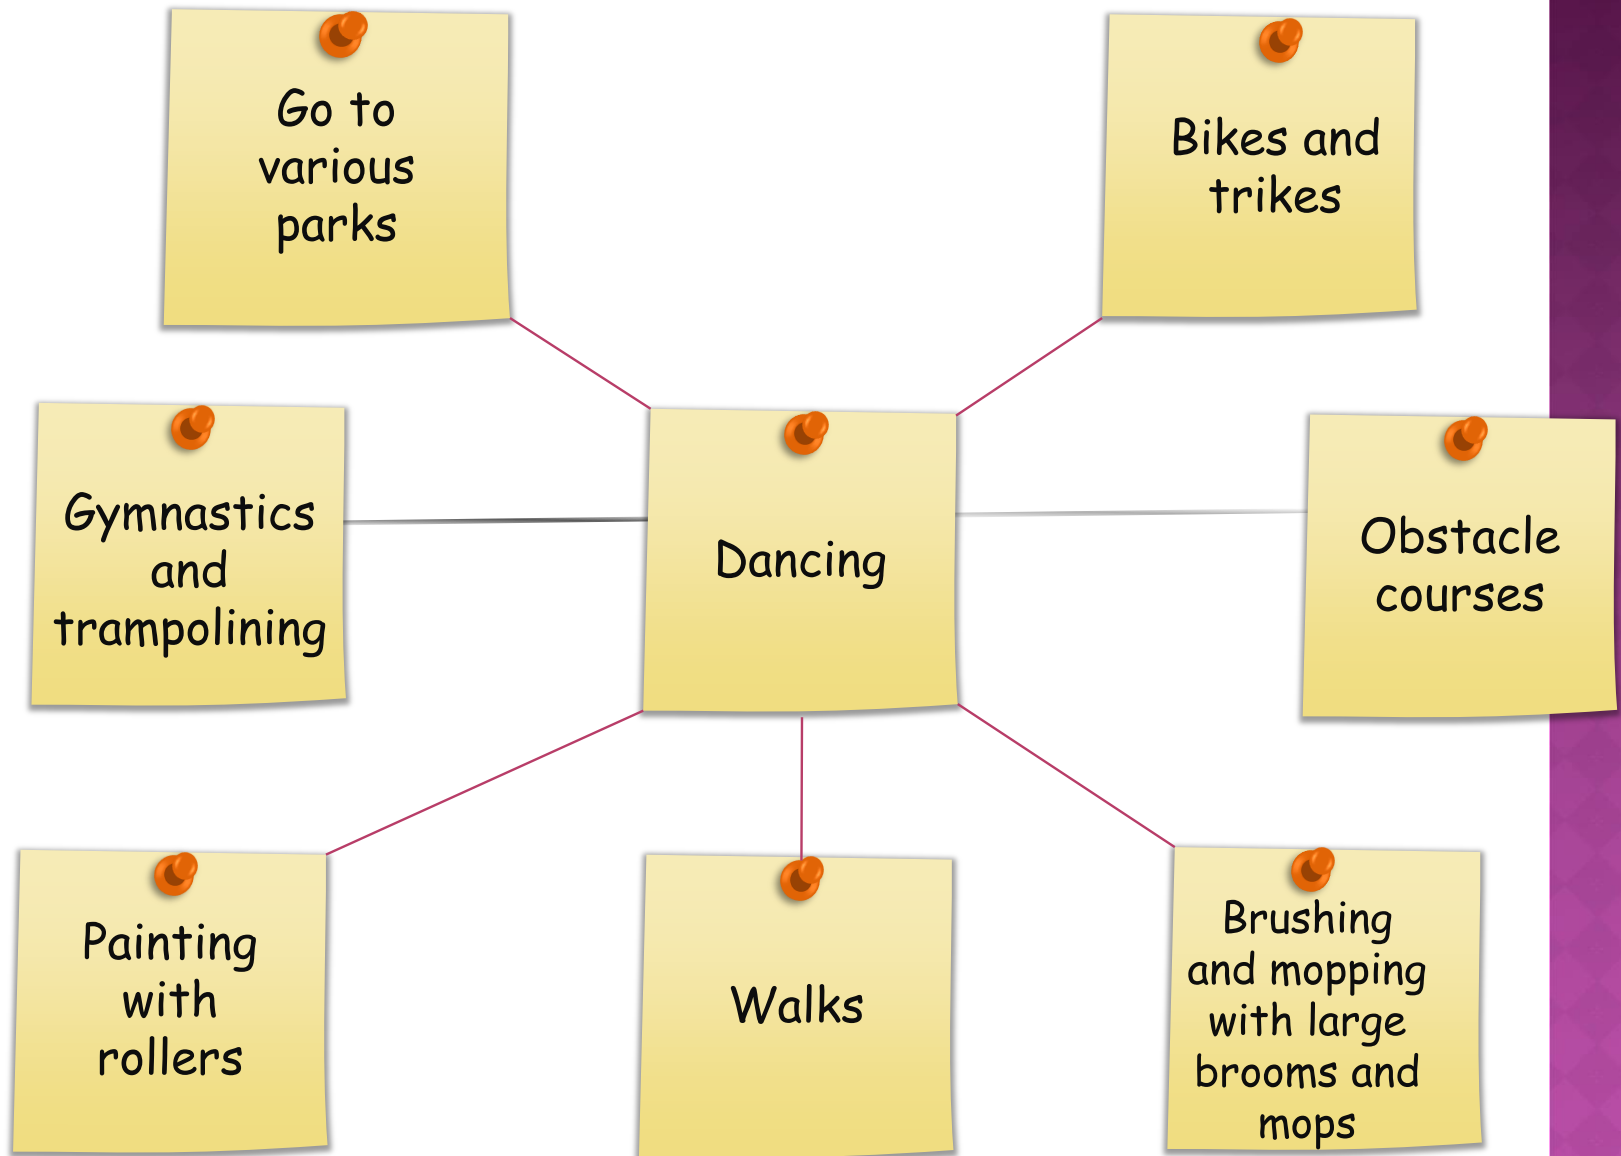 Go to
various
parks
Bikes and
trikes
Gymnastics
and
trampolining
Dancing
Obstacle
courses
Painting
with
rollers
Walks
Brushing
and mopping
with large
brooms and
mops